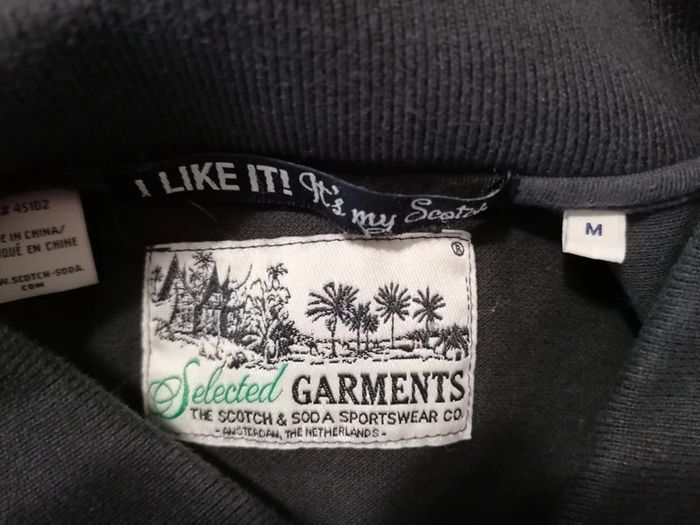 I LIKE IT! It's my Scotch
# 45102
E IN CHINA/
QUÉ EN CHINE
W.SCOTCH-SODA.
COM
M
®
Selected GARMENTS
THE SCOTCH & SODA SPORTSWEAR CO.
- AMSTERDAM, THE NETHERLANDS -